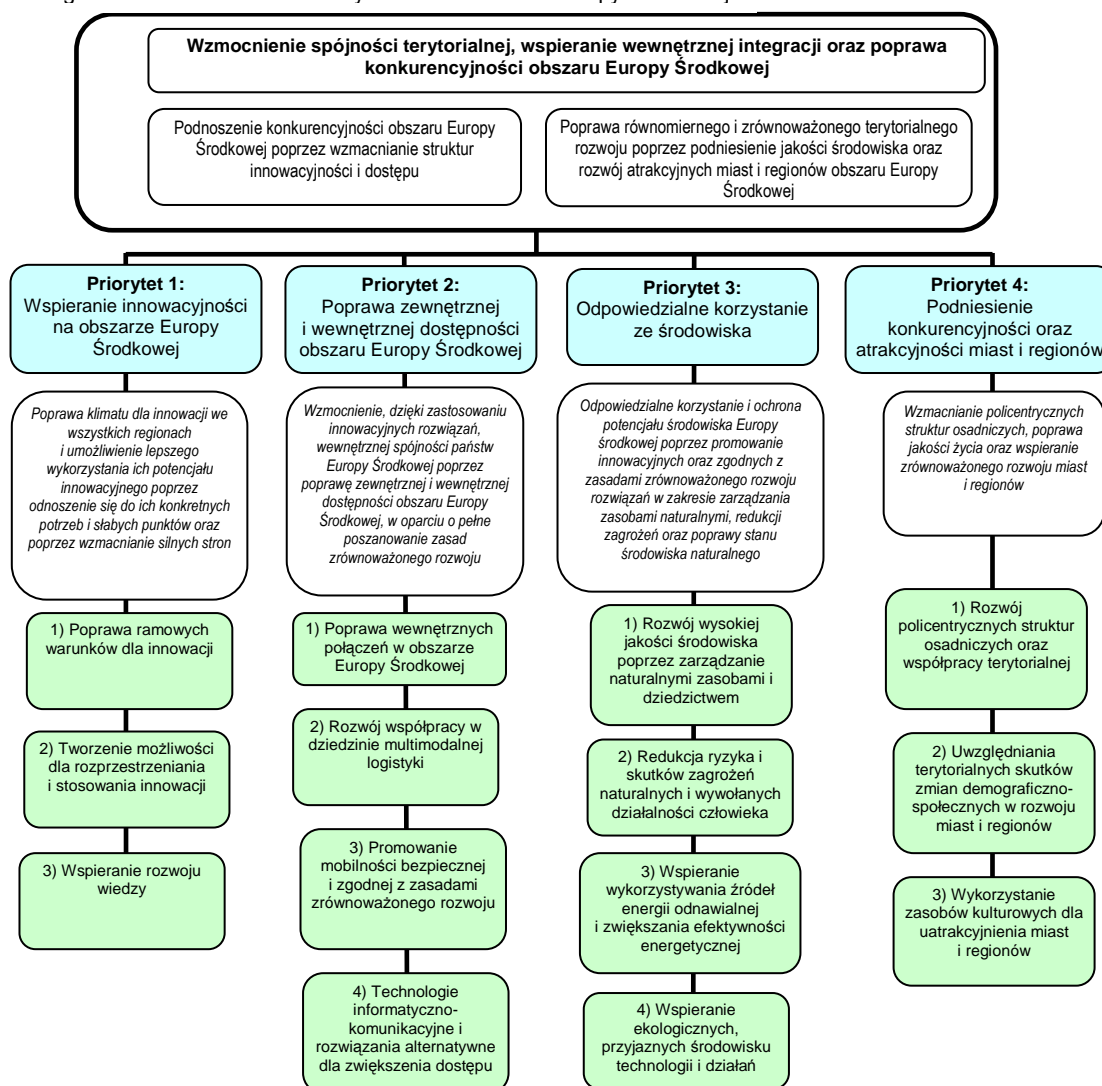 Wzmocnienie spójności terytorialnej, wspieranie wewnętrznej integracji oraz poprawa
konkurencyjności obszaru Europy Środkowej
Podnoszenie konkurencyjności obszaru Europy
Środkowej poprzez wzmacnianie struktur
innowacyjności i dostępu
Poprawa równomiernego i zrównoważonego terytorialnego
rozwoju poprzez podniesienie jakości środowiska oraz
rozwój atrakcyjnych miast i regionów obszaru Europy
Środkowej
Priorytet 1:
Wspieranie innowacyjności
na obszarze Europy
Środkowej
Poprawa klimatu dla innowacji we
wszystkich regionach
i umożliwienie lepszego
wykorzystania ich potencjału
innowacyjnego poprzez
odnoszenie się do ich konkretnych
potrzeb i słabych punktów oraz
poprzez wzmacnianie silnych stron
1) Poprawa ramowych
warunków dla innowacji
2) Tworzenie możliwości
dla rozprzestrzeniania
i stosowania innowacji
3) Wspieranie rozwoju
wiedzy
Priorytet 2:
Poprawa zewnętrznej
i wewnętrznej dostępności
obszaru Europy Środkowej
Wzmocnienie, dzięki zastosowaniu
innowacyjnych rozwiązań,
wewnętrznej spójności państw
Europy Środkowej poprzez
poprawę zewnętrznej i wewnętrznej
dostępności obszaru Europy
Środkowej, w oparciu o pełne
poszanowanie zasad
zrównoważonego rozwoju
1) Poprawa wewnętrznych
połączeń w obszarze
Europy Środkowej
2) Rozwój współpracy w
dziedzinie multimodalnej
logistyki
3) Promowanie
mobilności bezpiecznej
i zgodnej z zasadami
zrównoważonego rozwoju
4) Technologie
informatyczno-
komunikacyjne i
rozwiązania alternatywne
dla zwiększenia dostępu
Priorytet 3:
Odpowiedzialne korzystanie
ze środowiska
Odpowiedzialne korzystanie i ochrona
potencjału środowiska Europy
środkowej poprzez promowanie
innowacyjnych oraz zgodnych z
zasadami zrównoważonego rozwoju
rozwiązań w zakresie zarządzania
zasobami naturalnymi, redukcji
zagrożeń oraz poprawy stanu
środowiska naturalnego
1) Rozwój wysokiej
jakości środowiska
poprzez zarządzanie
naturalnymi zasobami i
dziedzictwem
2) Redukcja ryzyka i
skutków zagrożeń
naturalnych i wywołanych
działalności człowieka
3) Wspieranie
wykorzystywania źródeł
energii odnawialnej
i zwiększania efektywności
energetycznej
4) Wspieranie
ekologicznych,
przyjaznych środowisku
technologii i działań
Priorytet 4:
Podniesienie
konkurencyjności oraz
atrakcyjności miast i regionów
Wzmacnianie policentrycznych
struktur osadniczych, poprawa
jakości życia oraz wspieranie
zrównoważonego rozwoju miast
i regionów
1) Rozwój
policentrycznych struktur
osadniczych oraz
współpracy terytorialnej
2) Uwzględniania
terytorialnych skutków
zmian demograficzno-
społecznych w rozwoju
miast i regionów
3) Wykorzystanie
zasobów kulturowych dla
uatrakcyjnienia miast
i regionów